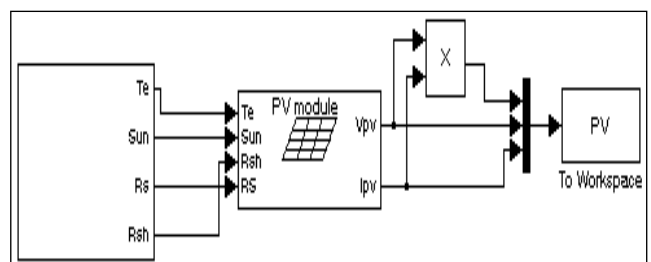 Te
Sun
Rs
Rsh
PV module
Te
Sun
Rsh
RS
Vpv
Ipv
X
PV
To Workspace